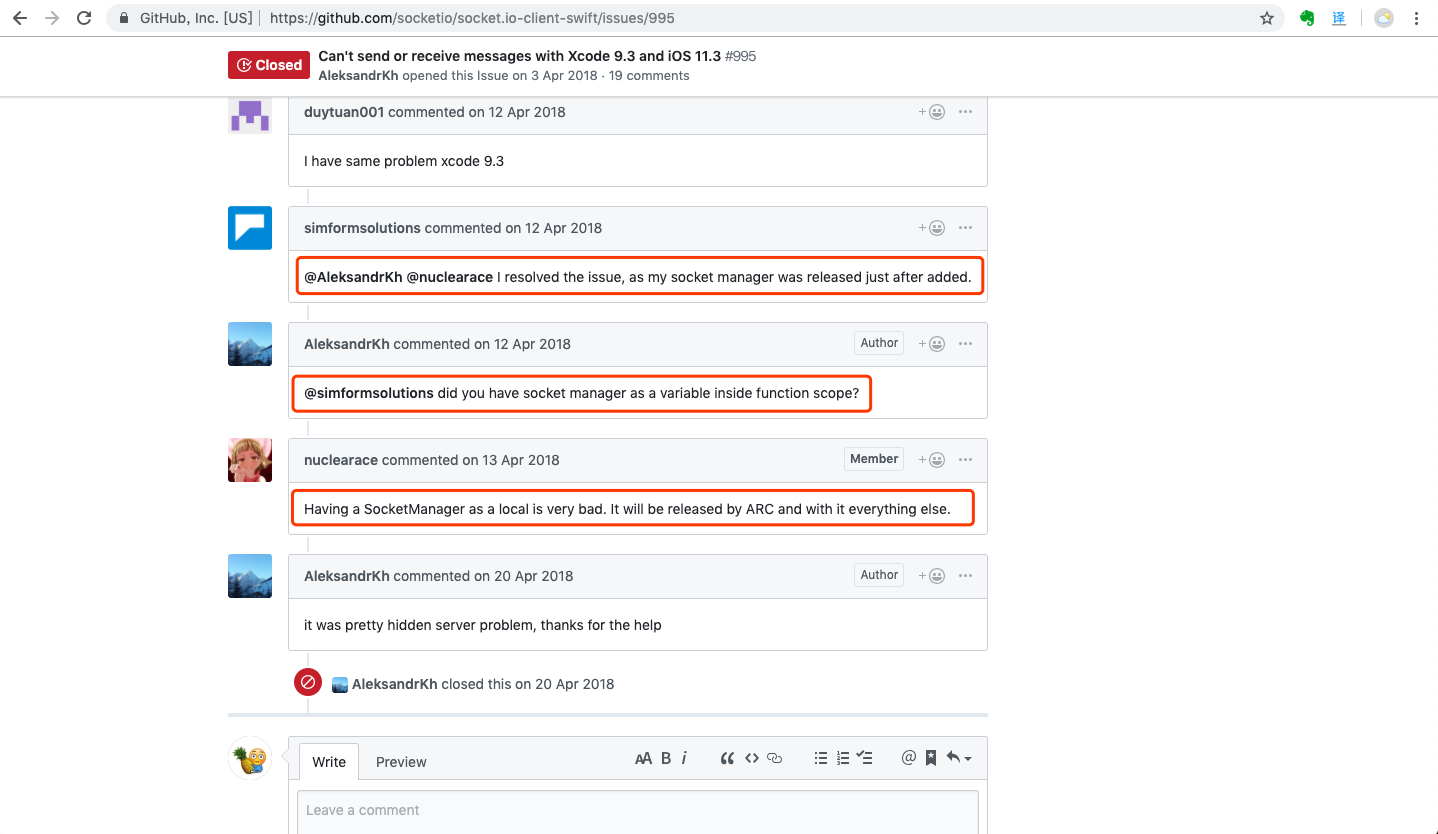 GitHub, Inc. [US] | https://github.com/socketio/socket.io-client-swift/issues/995
译
Closed
Can't send or receive messages with Xcode 9.3 and iOS 11.3 #995
AleksandrKh opened this Issue on 3 Apr 2018 · 19 comments
duytuan001 commented on 12 Apr 2018
I have same problem xcode 9.3
simformsolutions commented on 12 Apr 2018
@AleksandrKh @nuclearace I resolved the issue, as my socket manager was released just after added.
AleksandrKh commented on 12 Apr 2018 Author
@simformsolutions did you have socket manager as a variable inside function scope?
nuclearace commented on 13 Apr 2018 Member
Having a SocketManager as a local is very bad. It will be released by ARC and with it everything else.
AleksandrKh commented on 20 Apr 2018 Author
it was pretty hidden server problem, thanks for the help
AleksandrKh closed this on 20 Apr 2018
Write Preview AA B i “ <> @
Leave a comment